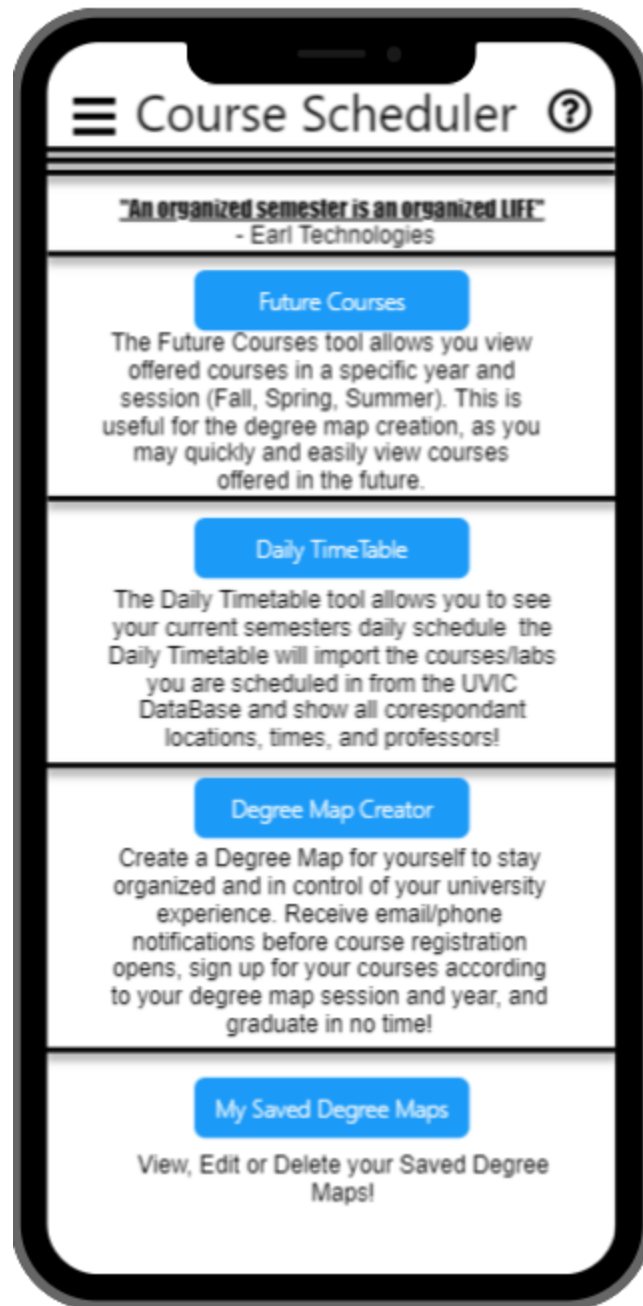 Course Scheduler ?
"An organized semester is an organized LIFE"
- Earl Technologies
Future Courses
The Future Courses tool allows you view
offered courses in a specific year and
session (Fall, Spring, Summer). This is
useful for the degree map creation, as you
may quickly and easily view courses
offered in the future.
Daily TimeTable
The Daily Timetable tool allows you to see
your current semesters daily schedule the
Daily Timetable will import the courses/labs
you are scheduled in from the UVIC
DataBase and show all corespondant
locations, times, and professors!
Degree Map Creator
Create a Degree Map for yourself to stay
organized and in control of your university
experience. Receive email/phone
notifications before course registration
opens, sign up for your courses according
to your degree map session and year, and
graduate in no time!
My Saved Degree Maps
View, Edit or Delete your Saved Degree
Maps!